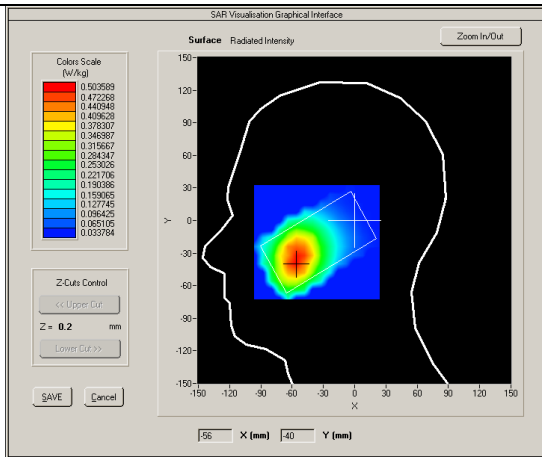 SAR Visualisation Graphical Interface
Surface Radiated Intensity
Zoom In/Out
Colors Scale
(W/kg)
0.503589
0.472268
0.440948
0.409628
0.378307
0.346987
0.315667
0.284347
0.253026
0.221706
0.190386
0.159065
0.127745
0.096425
0.065105
0.033784
Z-Cuts Control
<< Upper Cut
Z = 0.2 mm
Lower Cut >>
SAVE
Cancel
150
120
90
60
30
0
-30
-60
-90
-120
-150
Y
-150 -120 -90 -60 -30 0 30 60 90 120 150
X
-56 X (mm) -40 Y (mm)